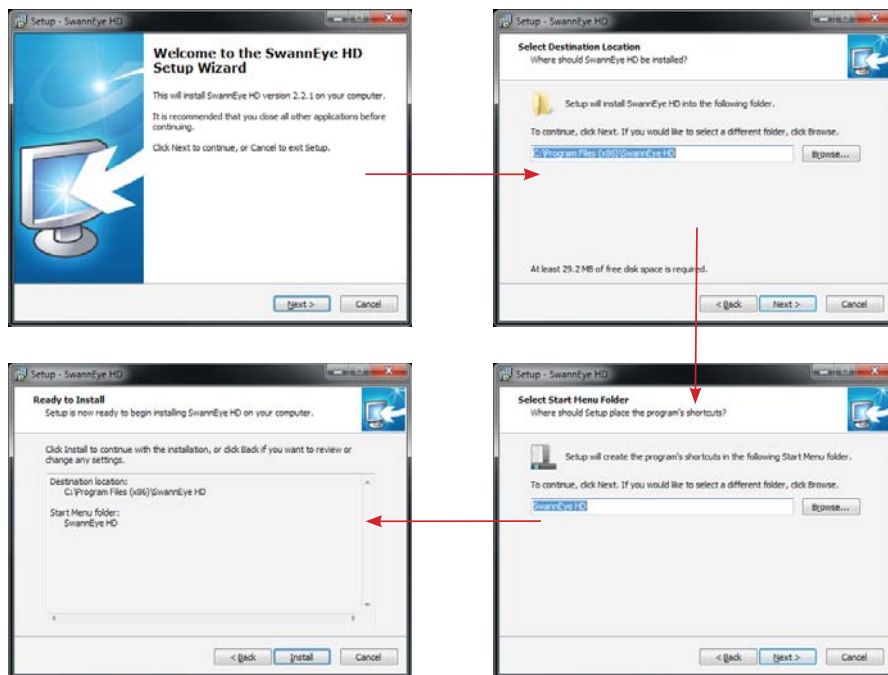 Setup - SwannEye HD
Welcome to the SwannEye HD
Setup Wizard
This will install SwannEye HD version 2.2.1 on your computer.
It is recommended that you close all other applications before
continuing.
Click Next to continue, or Cancel to exit Setup.
Next >
Cancel
Setup - SwannEye HD
Select Destination Location
Where should SwannEye HD be installed?
Setup will install SwannEye HD into the following folder.
To continue, click Next. If you would like to select a different folder, click Browse.
C:\Program Files (x86)\SwannEye HD
Browse...
At least 29.2 MB of free disk space is required.
< Back
Next >
Cancel
Setup - SwannEye HD
Select Start Menu Folder
Where should Setup place the program's shortcuts?
Setup will create the program's shortcuts in the following Start Menu folder.
To continue, click Next. If you would like to select a different folder, click Browse.
SwannEye HD
Browse...
< Back
Next >
Cancel
Setup - SwannEye HD
Ready to Install
Setup is now ready to begin installing SwannEye HD on your computer.
Click Install to continue with the installation, or click Back if you want to review or
change any settings.
Destination location:
C:\Program Files (x86)\SwannEye HD
Start Menu folder:
SwannEye HD
< Back
Install
Cancel